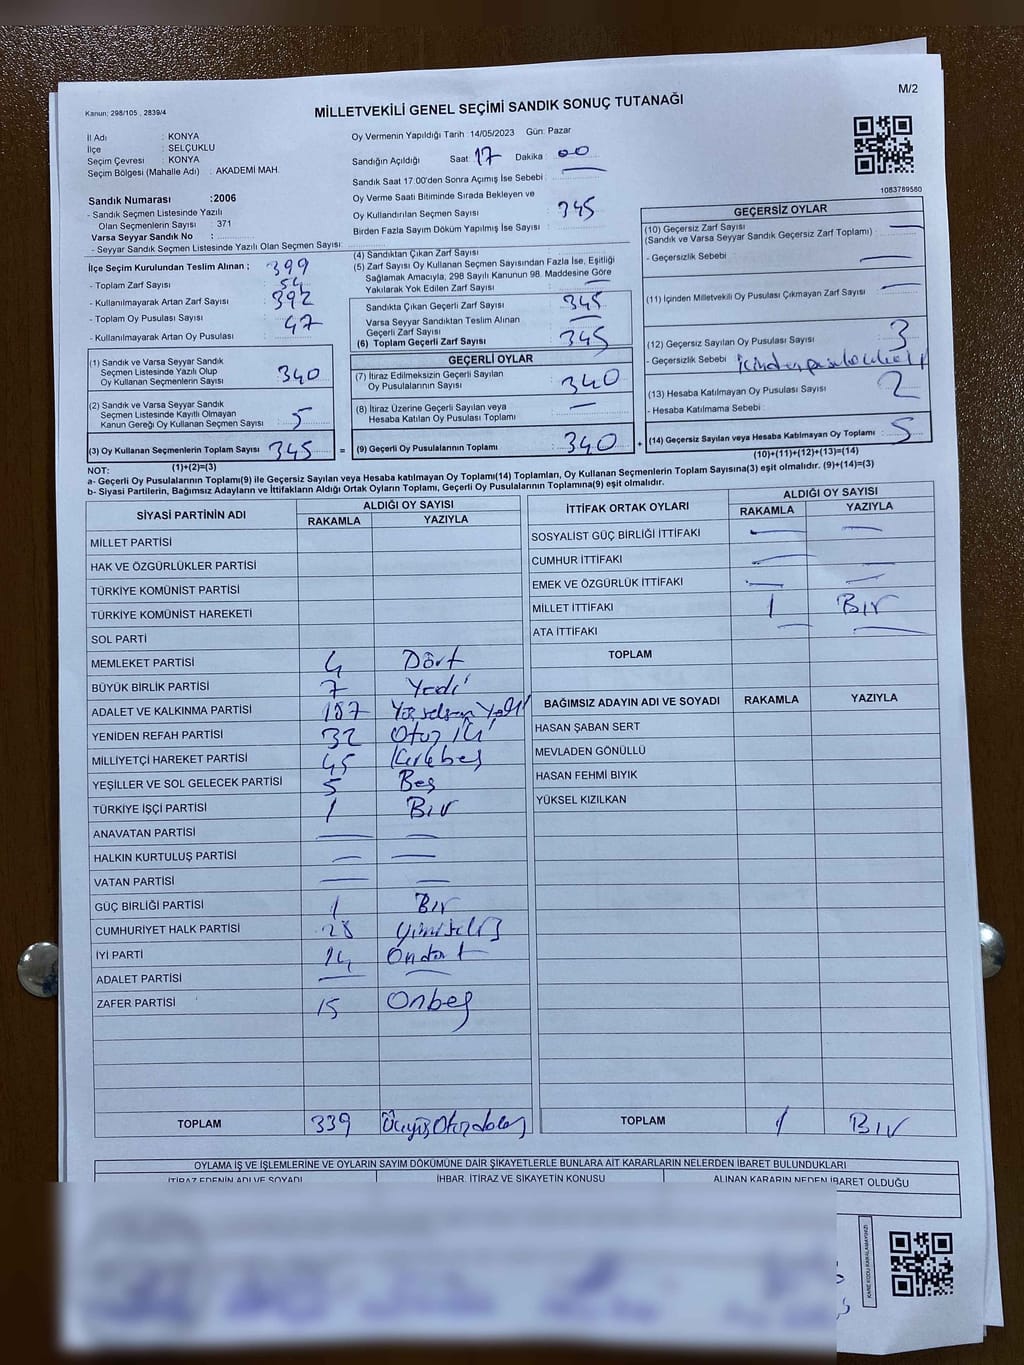 Kanun; 298/105 , 2839/4
M/2
MİLLETVEKİLİ GENEL SEÇİMİ SANDIK SONUÇ TUTANAĞI
İl Adı : KONYA
İlçe : SELÇUKLU
Seçim Çevresi : KONYA
Seçim Bölgesi (Mahalle Adı) : AKADEMİ MAH.
Oy Vermenin Yapıldığı Tarih : 14/05/2023 Gün: Pazar
Sandığın Açıldığı Saat : 17 Dakika : 00
Sandık Saat 17:00'den Sonra Açımış İse Sebebi :
Oy Verme Saati Bitiminde Sırada Bekleyen ve
Oy Kullandırılan Seçmen Sayısı : 345
Birden Fazla Sayım Döküm Yapılmış İse Sayısı :
1083789580
Sandık Numarası :2006
- Sandık Seçmen Listesinde Yazılı
Olan Seçmenlerin Sayısı : 371
Varsa Seyyar Sandık No :
- Seyyar Sandık Seçmen Listesinde Yazılı Olan Seçmen Sayısı:
İlçe Seçim Kurulundan Teslim Alınan ;
- Toplam Zarf Sayısı : 399
- Kullanılmayarak Artan Zarf Sayısı : 54
- Toplam Oy Pusulası Sayısı : 392
- Kullanılmayarak Artan Oy Pusulası : 47
(1) Sandık ve Varsa Seyyar Sandık
Seçmen Listesinde Yazılı Olup
Oy Kullanan Seçmenlerin Sayısı : 340
(2) Sandık ve Varsa Seyyar Sandık
Seçmen Listesinde Kayıtlı Olmayan
Kanun Gereği Oy Kullanan Seçmen Sayısı : 5
(3) Oy Kullanan Seçmenlerin Toplam Sayısı : 345 =
(4) Sandıktan Çıkan Zarf Sayısı :
(5) Zarf Sayısı Oy Kullanan Seçmen Sayısından Fazla İse, Eşitliği
Sağlamak Amacıyla, 298 Sayılı Kanunun 98. Maddesine Göre
Yakılarak Yok Edilen Zarf Sayısı :
Sandıkta Çıkan Geçerli Zarf Sayısı : 345
Varsa Seyyar Sandıktan Teslim Alınan
Geçerli Zarf Sayısı :
(6) Toplam Geçerli Zarf Sayısı : 345
GEÇERLİ OYLAR
(7) İtiraz Edilmeksizin Geçerli Sayılan
Oy Pusulalarının Sayısı : 340
(8) İtiraz Üzerine Geçerli Sayılan veya
Hesaba Katılan Oy Pusulası Toplamı : —
(9) Geçerli Oy Pusulalarının Toplamı : 340 +
GEÇERSİZ OYLAR
(10) Geçersiz Zarf Sayısı : —
(Sandık ve Varsa Seyyar Sandık Geçersiz Zarf Toplamı)
- Geçersizlik Sebebi : —
(11) İçinden Milletvekili Oy Pusulası Çıkmayan Zarf Sayısı : —
(12) Geçersiz Sayılan Oy Pusulası Sayısı : 3
- Geçersizlik Sebebi :
(13) Hesaba Katılmayan Oy Pusulası Sayısı : 2
- Hesaba Katılmama Sebebi :
(14) Geçersiz Sayılan veya Hesaba Katılmayan Oy Toplamı : 5
(10)+(11)+(12)+(13)=(14)
NOT: (1)+(2)=(3)
a- Geçerli Oy Pusulalarının Toplamı(9) ile Geçersiz Sayılan veya Hesaba Katılmayan Oy Toplamı(14) Toplamları, Oy Kullanan Seçmenlerin Toplam Sayısına(3) eşit olmalıdır. (9)+(14)=(3)
b- Siyasi Partilerin, Bağımsız Adayların ve İttifakların Aldığı Ortak Oyların Toplamı, Geçerli Oy Pusulalarının Toplamına(9) eşit olmalıdır.
SİYASİ PARTİNİN ADI ALDIĞI OY SAYISI
RAKAMLA YAZIYLA
MİLLET PARTİSİ
HAK VE ÖZGÜRLÜKLER PARTİSİ
TÜRKİYE KOMÜNİST PARTİSİ
TÜRKİYE KOMÜNİST HAREKETİ
SOL PARTİ
MEMLEKET PARTİSİ 4 Dört
BÜYÜK BİRLİK PARTİSİ 7 Yedi
ADALET VE KALKINMA PARTİSİ 187
YENİDEN REFAH PARTİSİ 32 Otuz iki
MİLLİYETÇİ HAREKET PARTİSİ 45 Kırkbeş
YEŞİLLER VE SOL GELECEK PARTİSİ 5 Beş
TÜRKİYE İŞÇİ PARTİSİ 1 Bır
ANAVATAN PARTİSİ — —
HALKIN KURTULUŞ PARTİSİ — —
VATAN PARTİSİ — —
GÜÇ BİRLİĞİ PARTİSİ 1 Bır
CUMHURİYET HALK PARTİSİ 28
İYİ PARTİ 14 Ondört
ADALET PARTİSİ — —
ZAFER PARTİSİ 15 Onbeş
TOPLAM 339
İTTİFAK ORTAK OYLARI ALDIĞI OY SAYISI
RAKAMLA YAZIYLA
SOSYALİST GÜÇ BİRLİĞİ İTTİFAKI — —
CUMHUR İTTİFAKI — —
EMEK VE ÖZGÜRLÜK İTTİFAKI — —
MİLLET İTTİFAKI 1 Bır
ATA İTTİFAKI — —
TOPLAM
BAĞIMSIZ ADAYIN ADI VE SOYADI RAKAMLA YAZIYLA
HASAN ŞABAN SERT
MEVLADEN GÖNÜLLÜ
HASAN FEHMİ BIYIK
YÜKSEL KIZILKAN
TOPLAM 1 Bır
OYLAMA İŞ VE İŞLEMLERİNE VE OYLARIN SAYIM DÖKÜMÜNE DAİR ŞİKAYETLERLE BUNLARA AİT KARARLARIN NELERDEN İBARET BULUNDUKLARI
İTİRAZ EDENİN ADI VE SOYADI İHBAR, İTİRAZ VE ŞİKAYETİN KONUSU ALINAN KARARIN NEDEN İBARET OLDUĞU